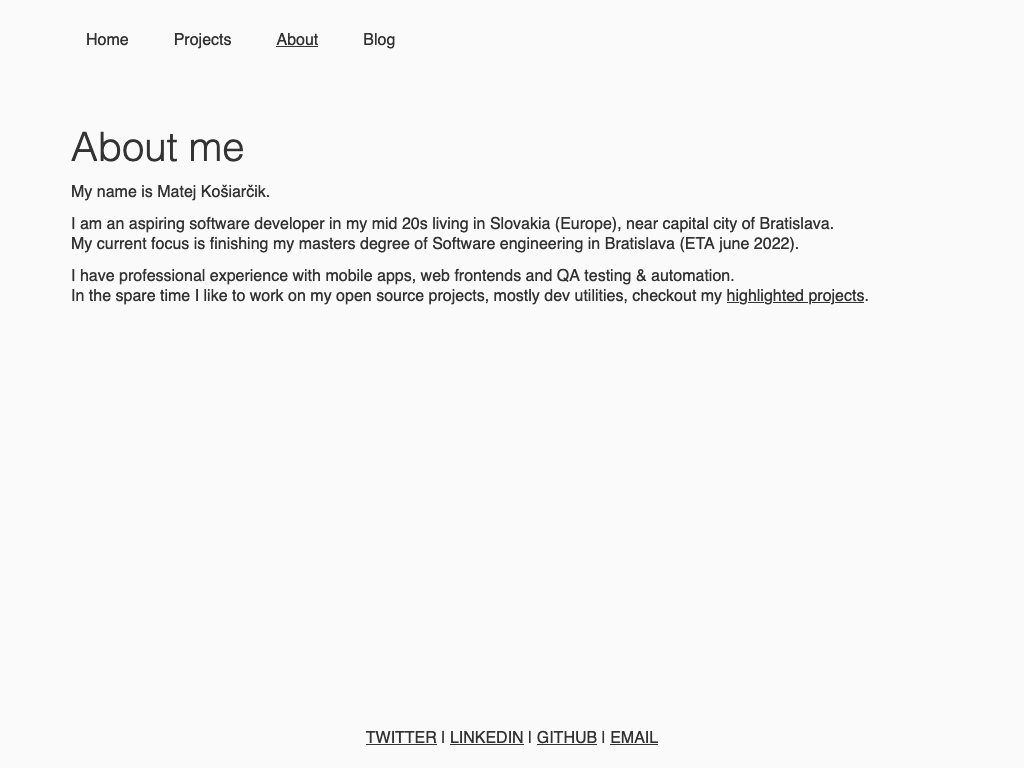 Home Projects About Blog
About me
My name is Matej Košiarčik.
I am an aspiring software developer in my mid 20s living in Slovakia (Europe), near capital city of Bratislava.
My current focus is finishing my masters degree of Software engineering in Bratislava (ETA june 2022).
I have professional experience with mobile apps, web frontends and QA testing & automation.
In the spare time I like to work on my open source projects, mostly dev utilities, checkout my highlighted projects.
TWITTER | LINKEDIN | GITHUB | EMAIL